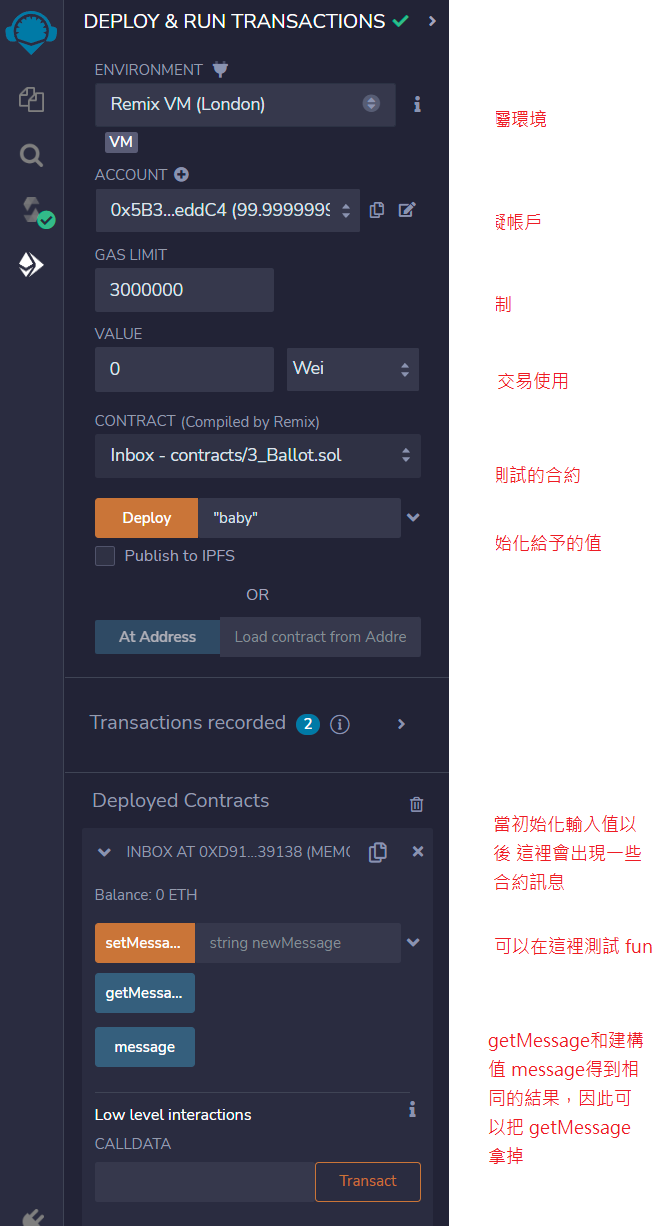 DEPLOY & RUN TRANSACTIONS
ENVIRONMENT
Remix VM (London)
VM
屬環境
ACCOUNT
0x5B3...eddC4 (99.9999999
擬帳戶
GAS LIMIT
3000000
制
VALUE
0
Wei
交易使用
CONTRACT (Compiled by Remix)
Inbox - contracts/3_Ballot.sol
測試的合約
Deploy
"baby"
始化給予的值
Publish to IPFS
OR
At Address
Load contract from Addre
Transactions recorded 2
Deployed Contracts
當初始化輸入值以
後 這裡會出現一些
合約訊息
INBOX AT 0XD91...39138 (MEMO
Balance: 0 ETH
setMessa...
string newMessage
可以在這裡測試 fun
getMessa...
message
getMessage和建構
值 message得到相
同的結果，因此可
以把 getMessage
拿掉
Low level interactions
CALLDATA
Transact